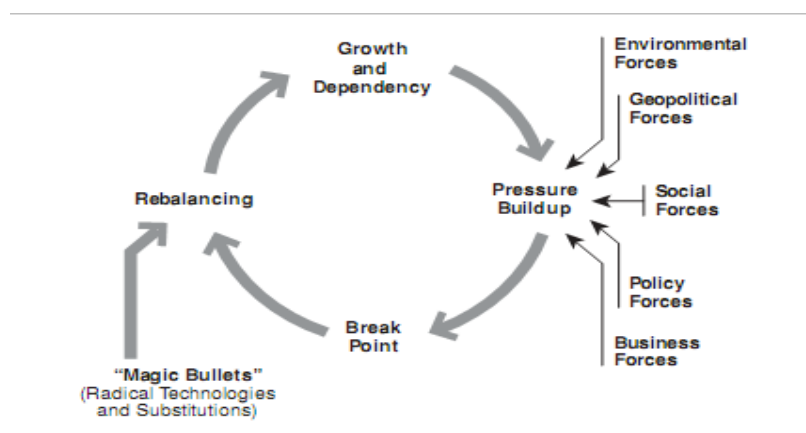 Growth
and
Dependency
Environmental
Forces
Geopolitical
Forces
Social
Forces
Policy
Forces
Business
Forces
Pressure
Buildup
Break
Point
Rebalancing
“Magic Bullets”
(Radical Technologies
and Substitutions)